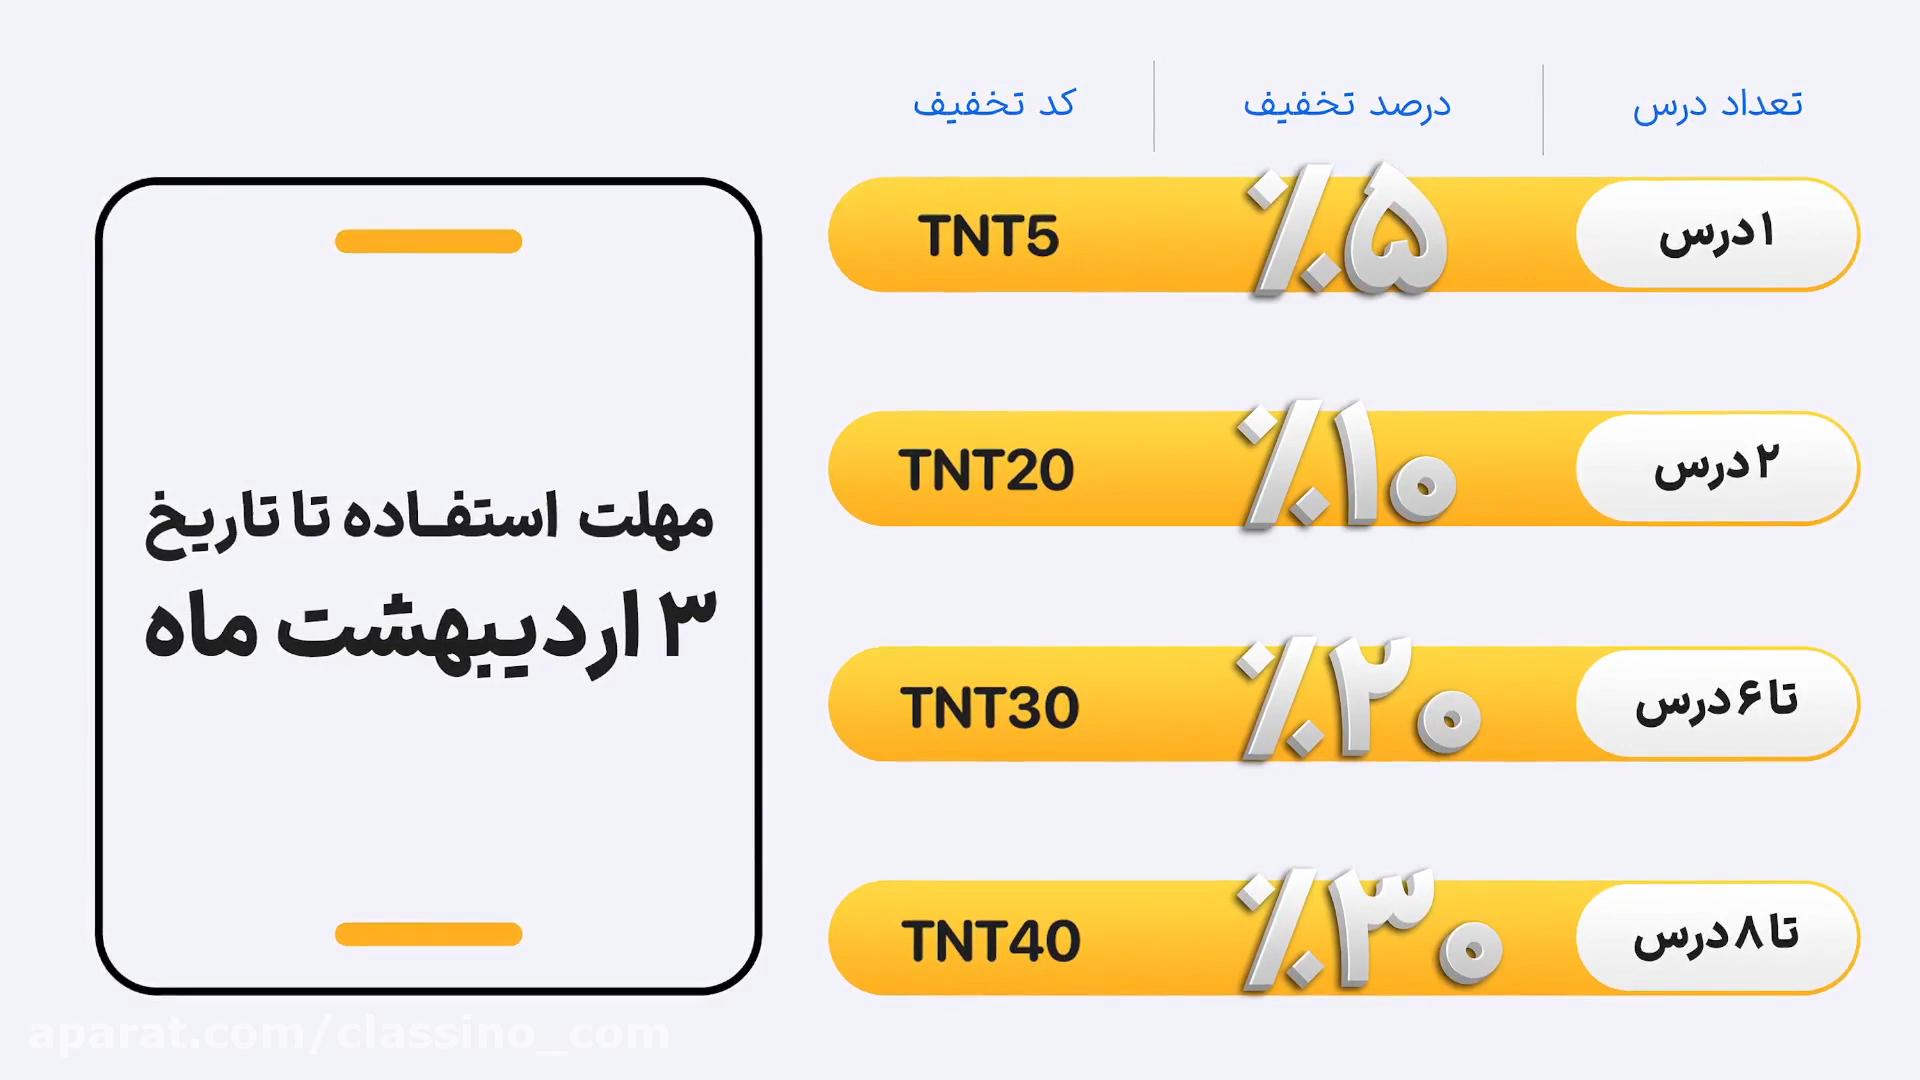 تعداد درس درصد تخفیف کد تخفیف
۱ درس ٪۵ TNT5
۲ درس ٪۱۰ TNT20
تا ۶ درس ٪۲۰ TNT30
تا ۸ درس ٪۳۰ TNT40
مهلت استفـاده تا تاریخ
۳ اردیبهشت ماه
aparat.com/classino_com